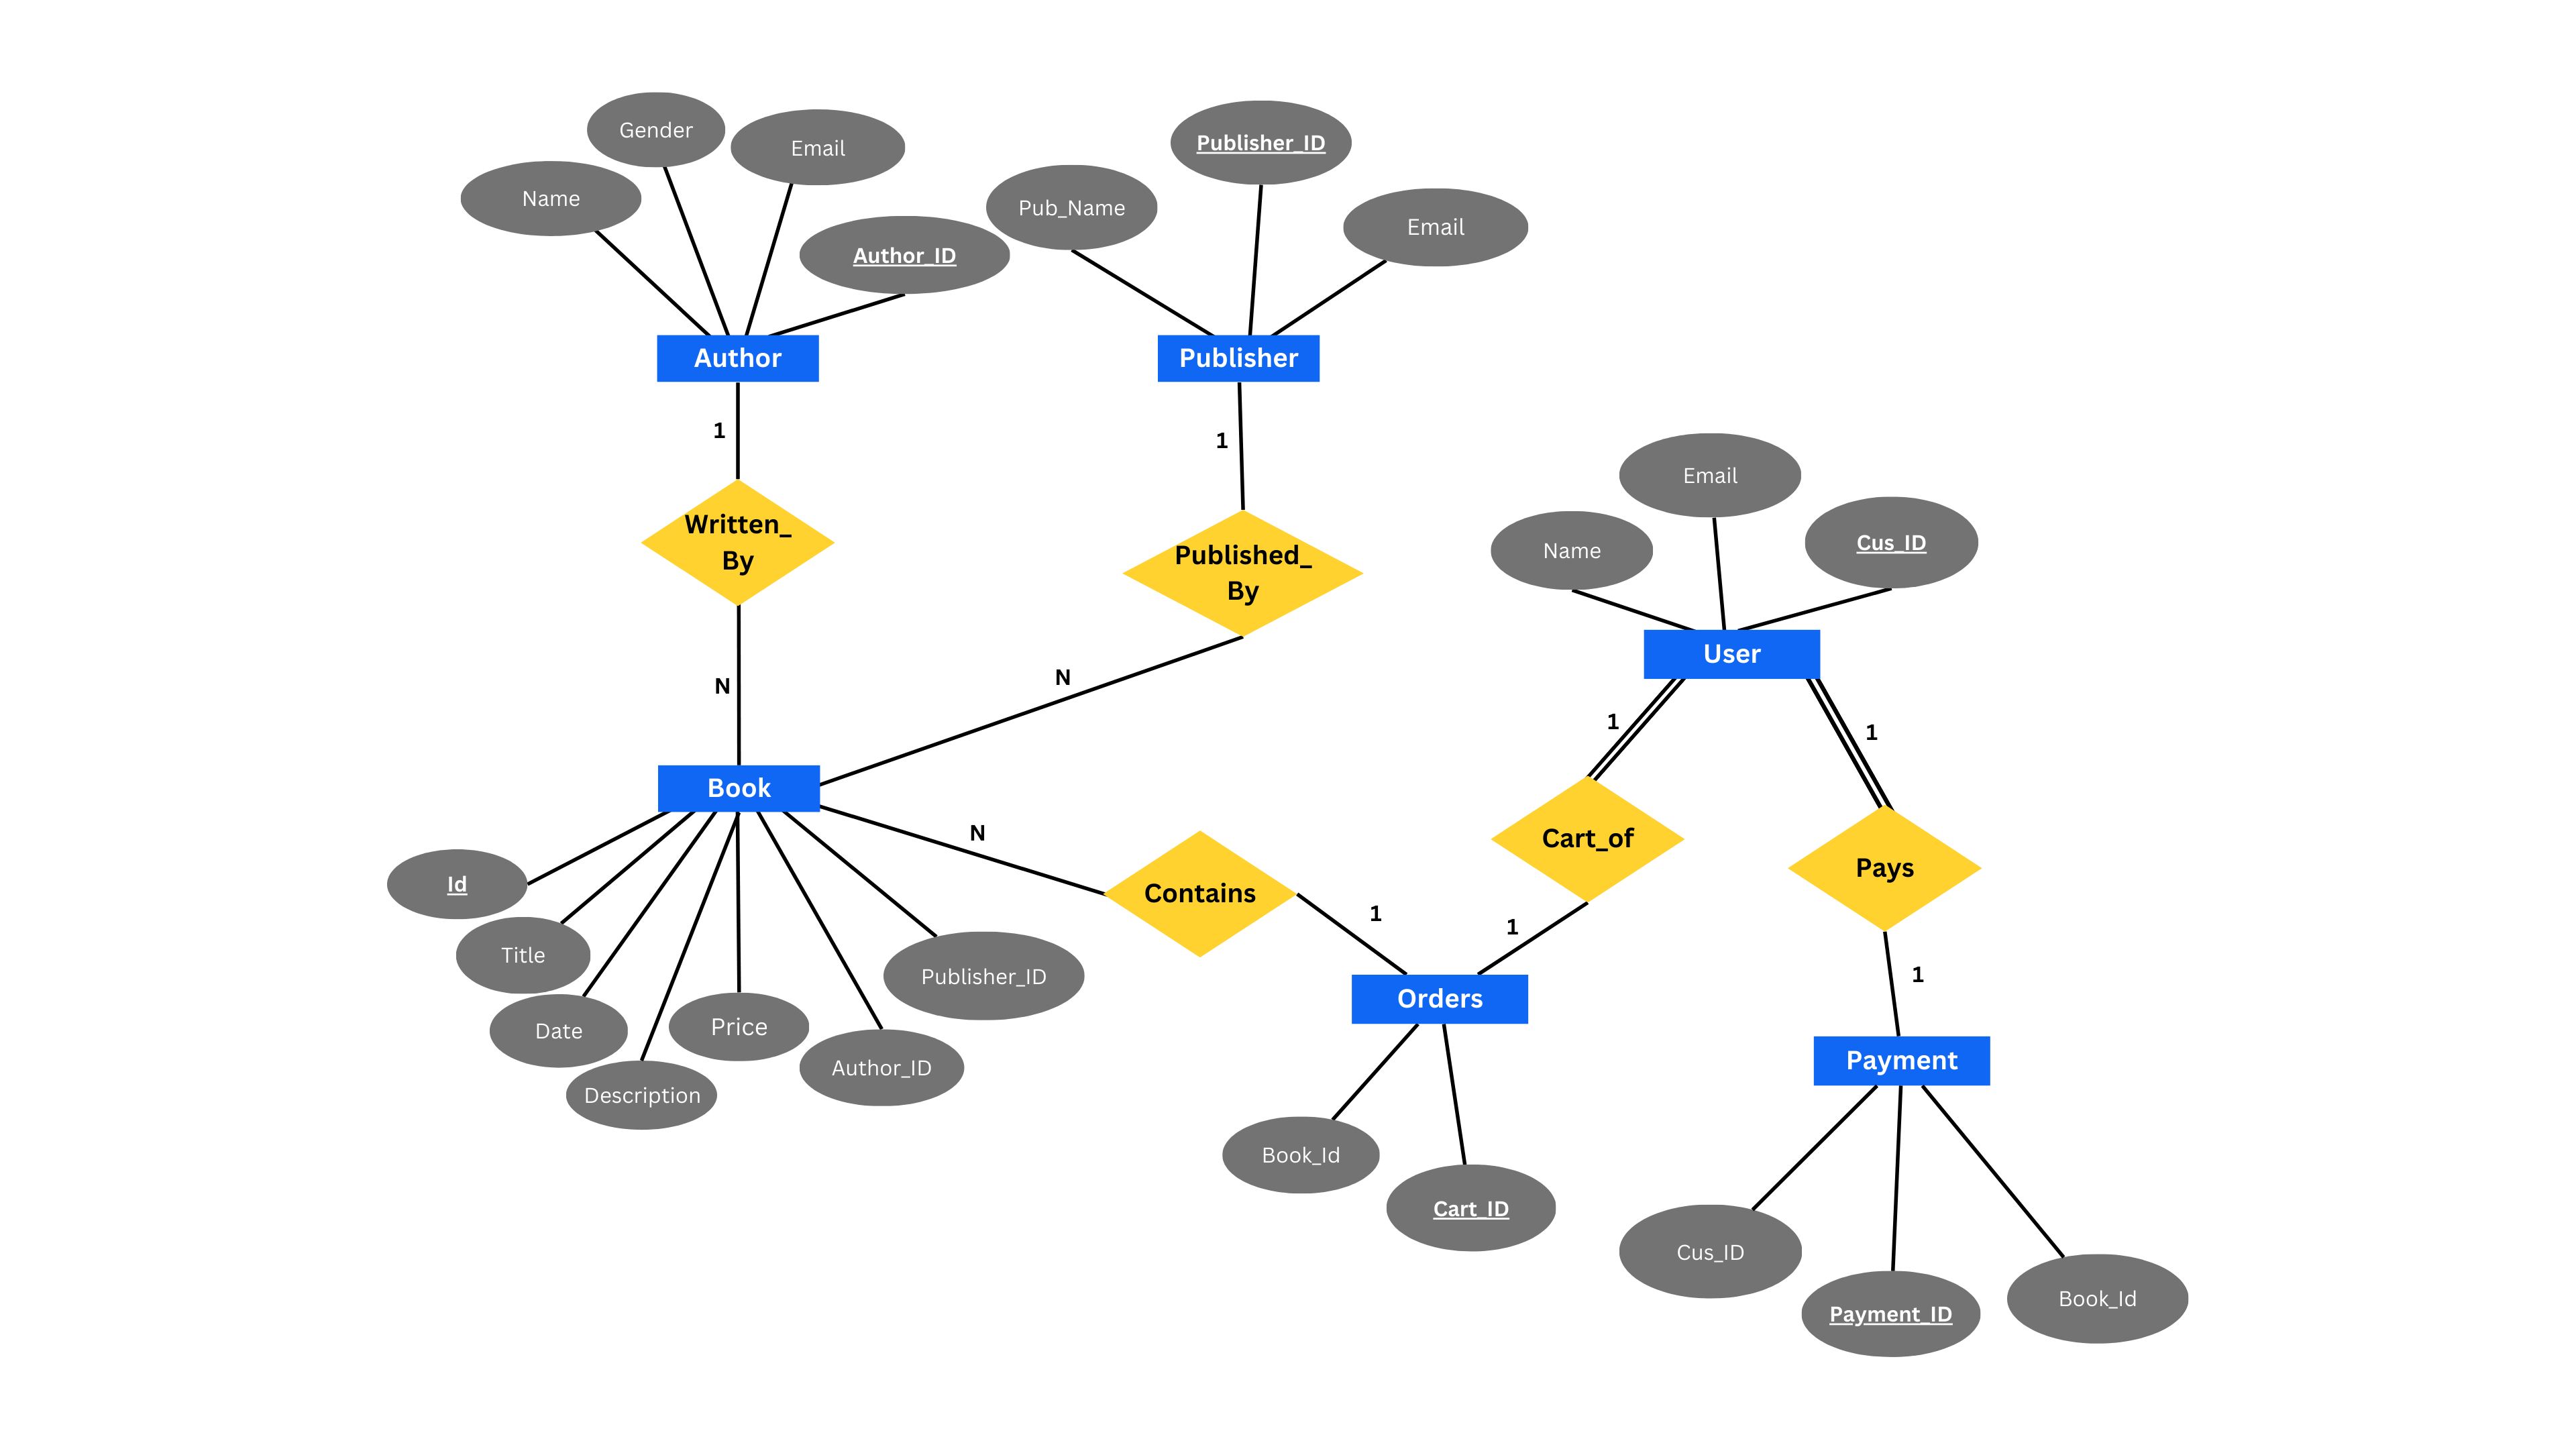 Gender
Email
Name
Author_ID
Publisher_ID
Pub_Name
Email
Author
Publisher
1
1
Written_
By
Published_
By
N
N
Email
Name
Cus_ID
User
1
1
Book
N
Cart_of
Pays
Contains
1
1
1
Id
Title
Date
Description
Price
Author_ID
Publisher_ID
Orders
Payment
Book_Id
Cart_ID
Cus_ID
Payment_ID
Book_Id